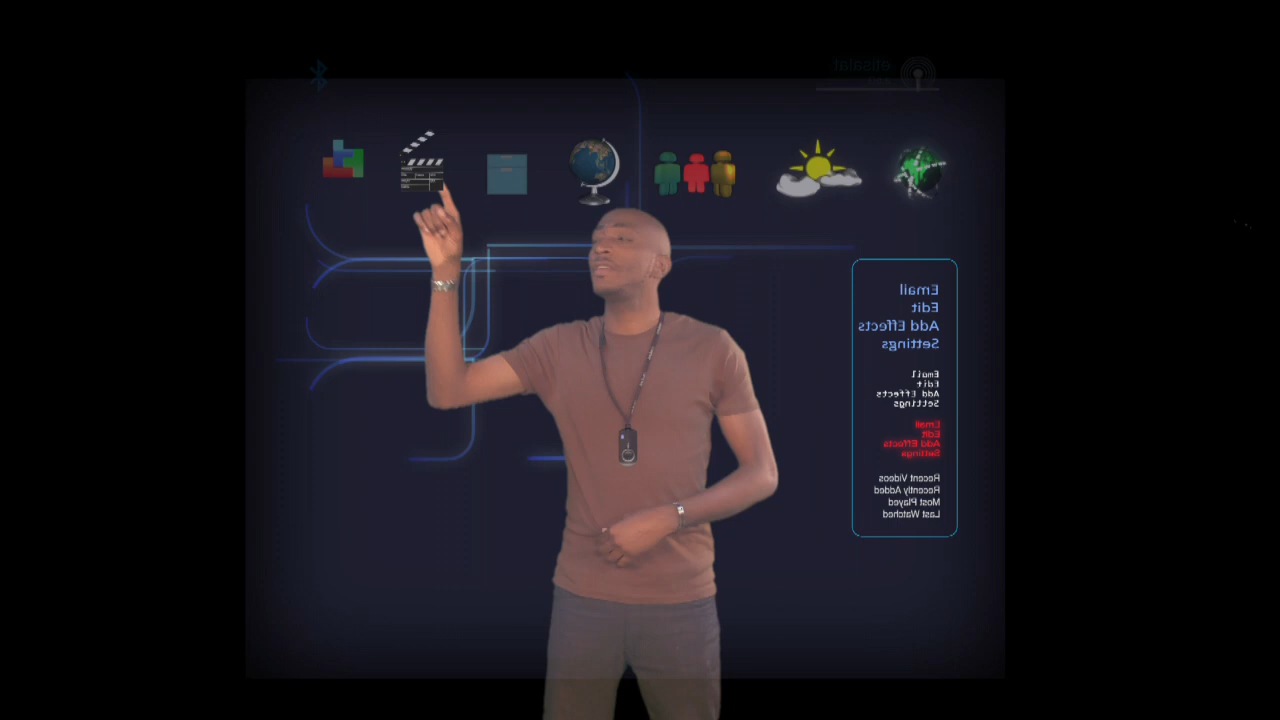 etisalat
Email
Edit
Add Effects
Settings
Email
Edit
Add Effects
Settings
Email
Edit
Add Effects
Settings
Recent Videos
Recently Added
Most Played
Last Watched